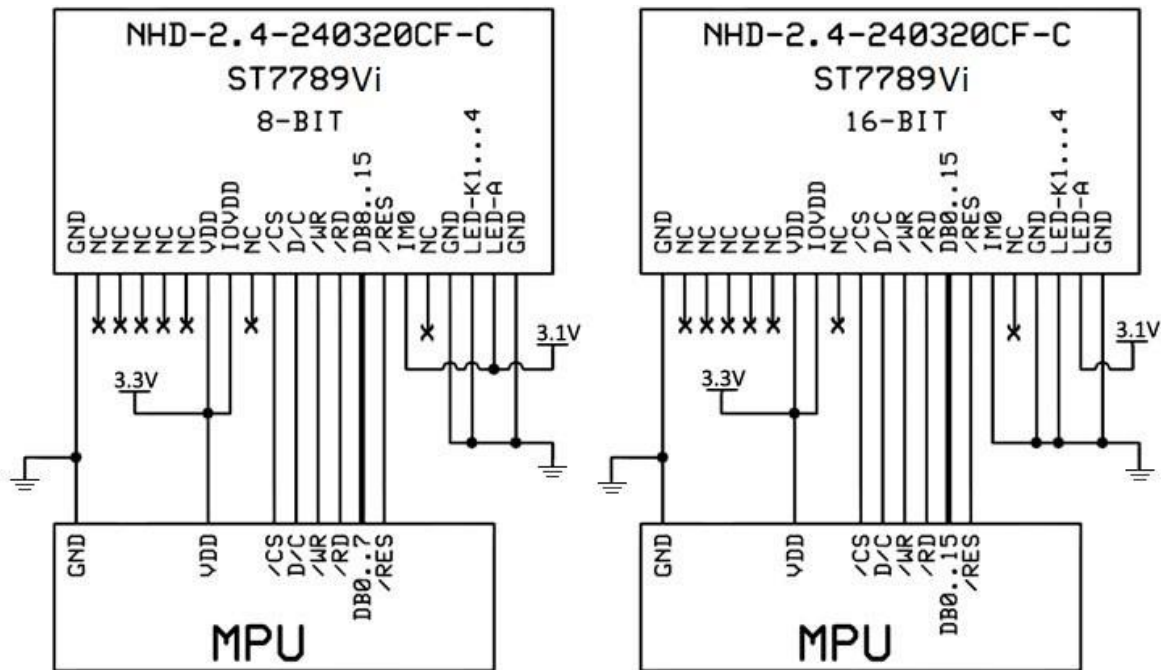 NHD-2.4-240320CF-C
ST7789Vi
8-BIT
GND
NC
NC
NC
NC
NC
VDD
IOVDD
NC
/CS
D/C
/WR
/RD
DB8..15
/RES
IM0
NC
GND
LED-K1...4
LED-A
GND
3.1V
3.3V
GND
VDD
/CS
D/C
/WR
/RD
DB0..7
/RES
MPU
NHD-2.4-240320CF-C
ST7789Vi
16-BIT
GND
NC
NC
NC
NC
NC
VDD
IOVDD
NC
/CS
D/C
/WR
/RD
DB0..15
/RES
IM0
NC
GND
LED-K1...4
LED-A
GND
3.1V
3.3V
GND
VDD
/CS
D/C
/WR
/RD
DB0..15
/RES
MPU